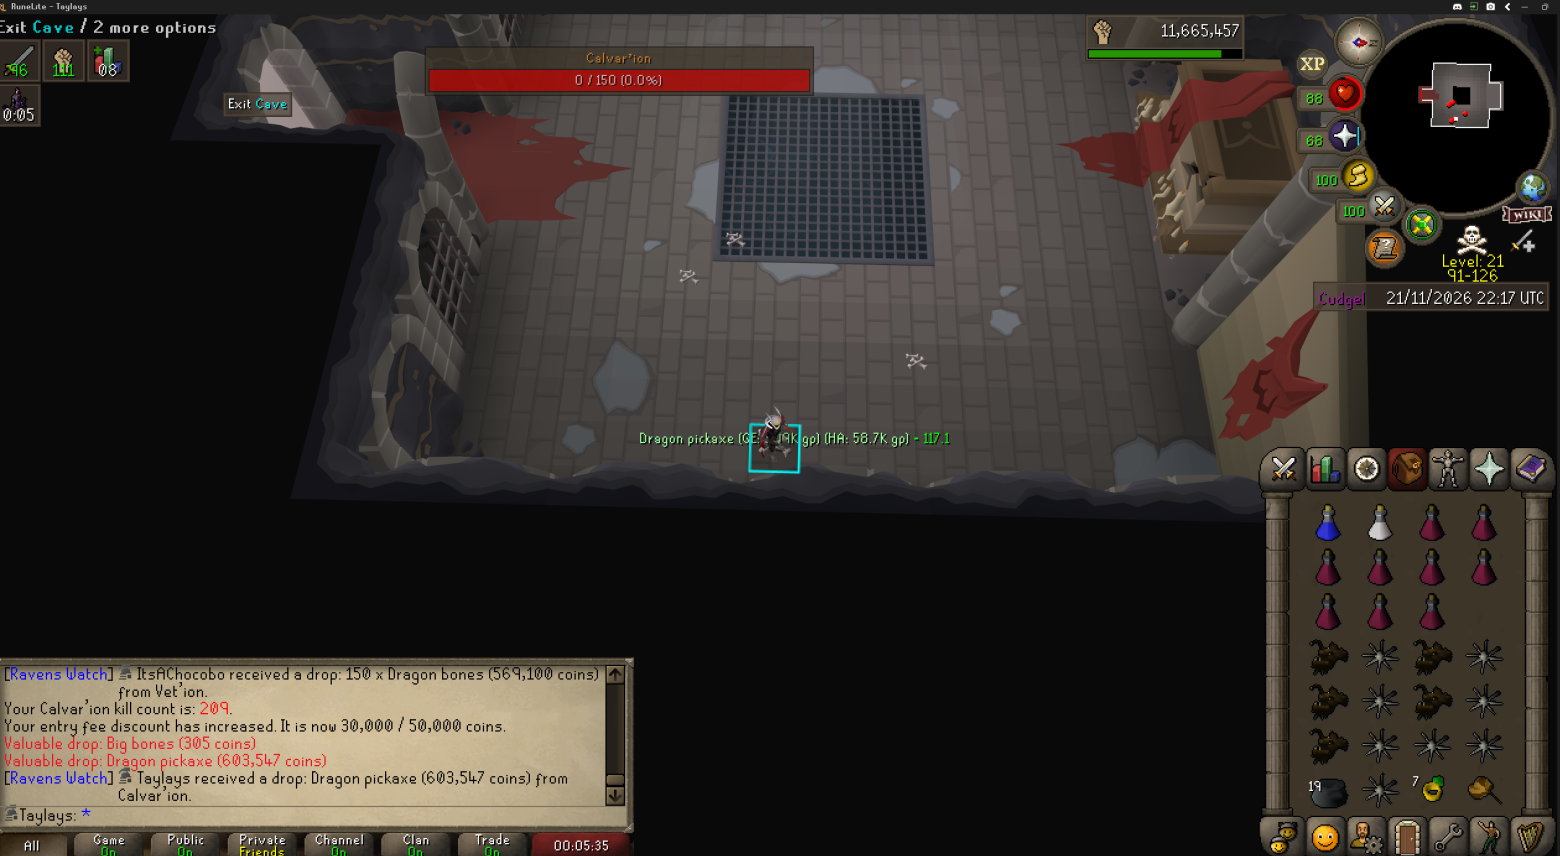 RuneLite - Taylays
Exit Cave / 2 more options
96
111
08
0:05
Exit Cave
Calvar'ion
0 / 150 (0.0%)
11,665,457
XP
88
68
100
100
WIKI
Level: 21
91-126
Cudgel 21/11/2026 22:17 UTC
Dragon pickaxe (GE: gp) (HA: 58.7K gp) - 117.1
19
7
[Ravens Watch] ItsAChocobo received a drop: 150 x Dragon bones (569,100 coins)
from Vet'ion.
Your Calvar'ion kill count is: 209.
Your entry fee discount has increased. It is now 30,000 / 50,000 coins.
Valuable drop: Big bones (305 coins)
Valuable drop: Dragon pickaxe (603,547 coins)
[Ravens Watch] Taylays received a drop: Dragon pickaxe (603,547 coins) from
Calvar'ion.
Taylays: *
All
Game
On
Public
On
Private
Friends
Channel
On
Clan
On
Trade
On
00:05:35